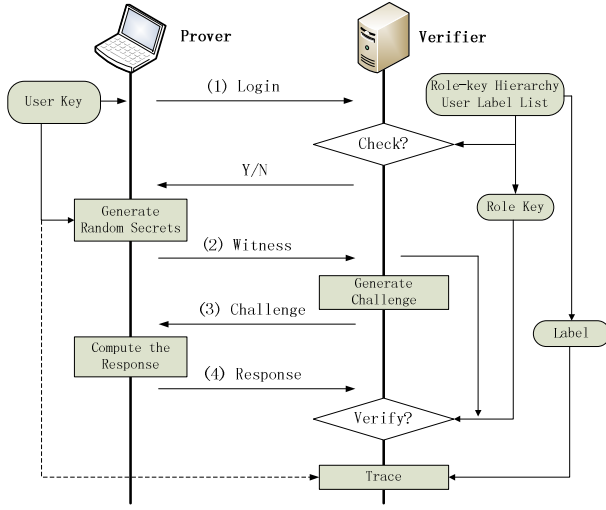 Prover
Verifier
User Key
(1) Login
Role-key Hierarchy
User Label List
Check?
Y/N
Generate
Random Secrets
Role Key
(2) Witness
Generate
Challenge
(3) Challenge
Label
Compute the
Response
(4) Response
Verify?
Trace